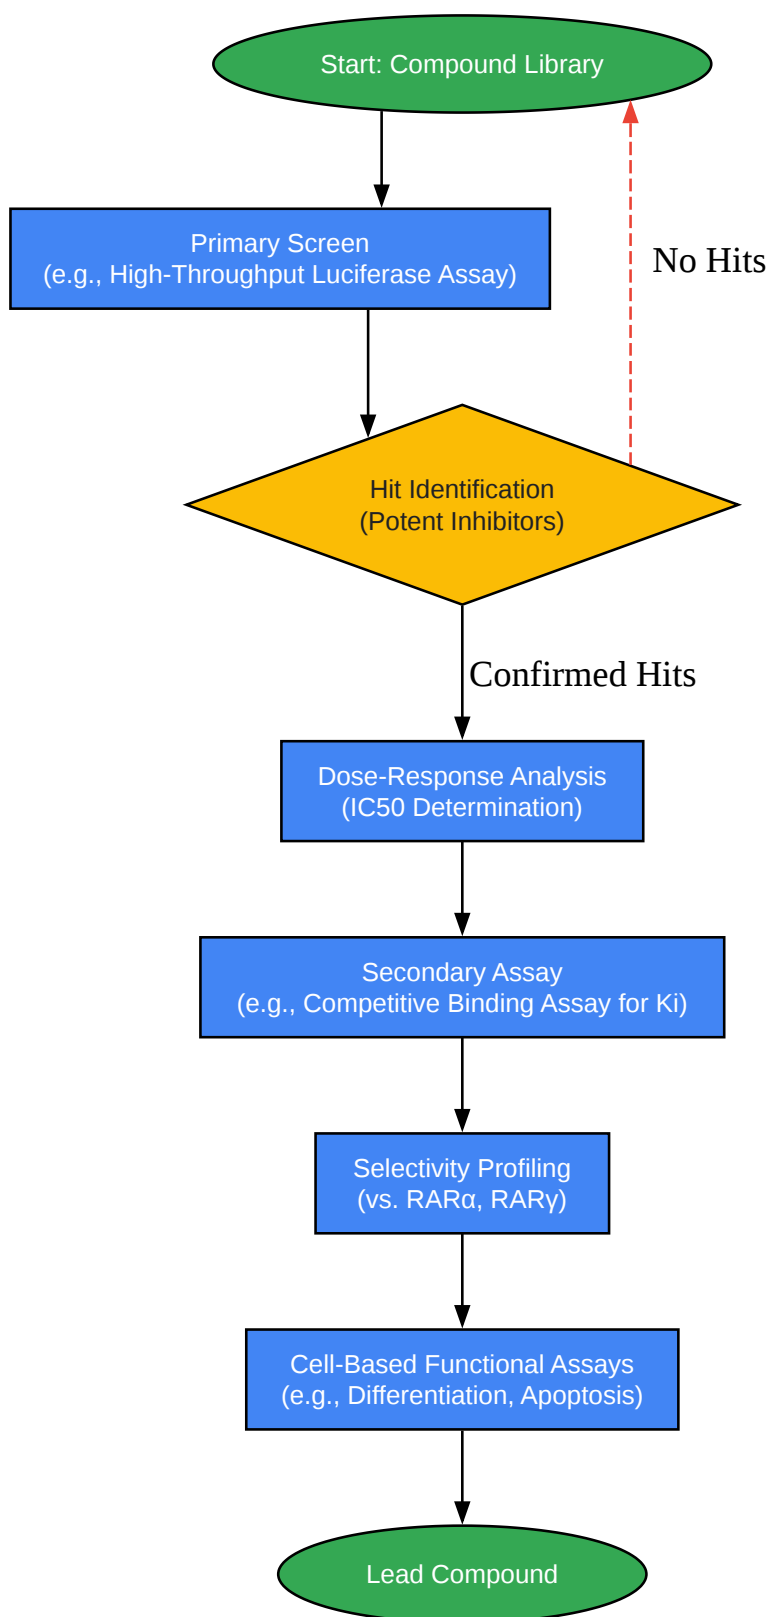 Start: Compound Library
Primary Screen
(e.g., High-Throughput Luciferase Assay)
No Hits
Hit Identification
(Potent Inhibitors)
Confirmed Hits
Dose-Response Analysis
(IC50 Determination)
Secondary Assay
(e.g., Competitive Binding Assay for Ki)
Selectivity Profiling
(vs. RARα, RARγ)
Cell-Based Functional Assays
(e.g., Differentiation, Apoptosis)
Lead Compound